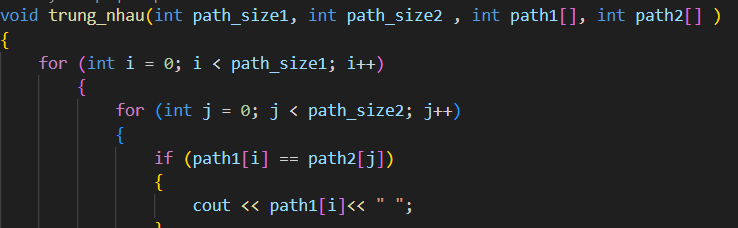 void trung_nhau(int path_size1, int path_size2 , int path1[], int path2[] )
{
for (int i = 0; i < path_size1; i++)
{
for (int j = 0; j < path_size2; j++)
{
if (path1[i] == path2[j])
{
cout << path1[i]<< " ";
}